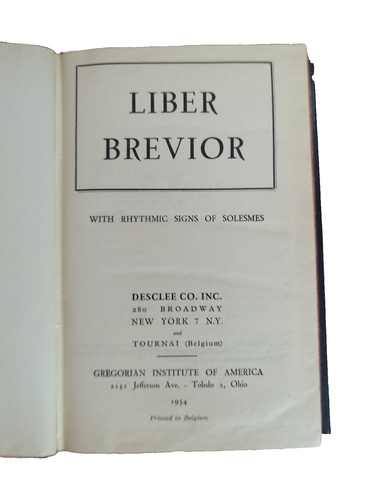 LIBER
BREVIOR
WITH RHYTHMIC SIGNS OF SOLESMES
DESCLEE CO. INC.
280 BROADWAY
NEW YORK 7 N.Y.
and
TOURNAI (Belgium)
GREGORIAN INSTITUTE OF AMERICA
2132 Jefferson Ave. - Toledo 2, Ohio
1954
Printed in Belgium